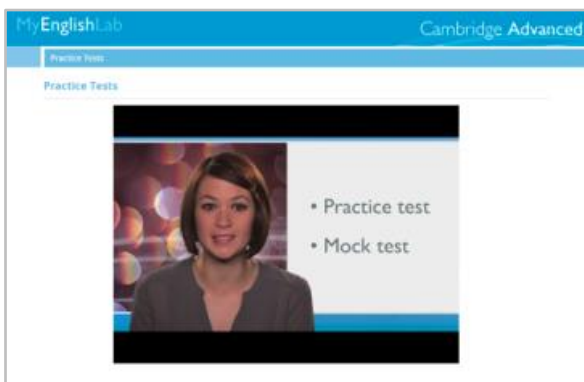 MyEnglishLab
Cambridge Advanced
Practice Tests
Practice Tests
• Practice test
• Mock test